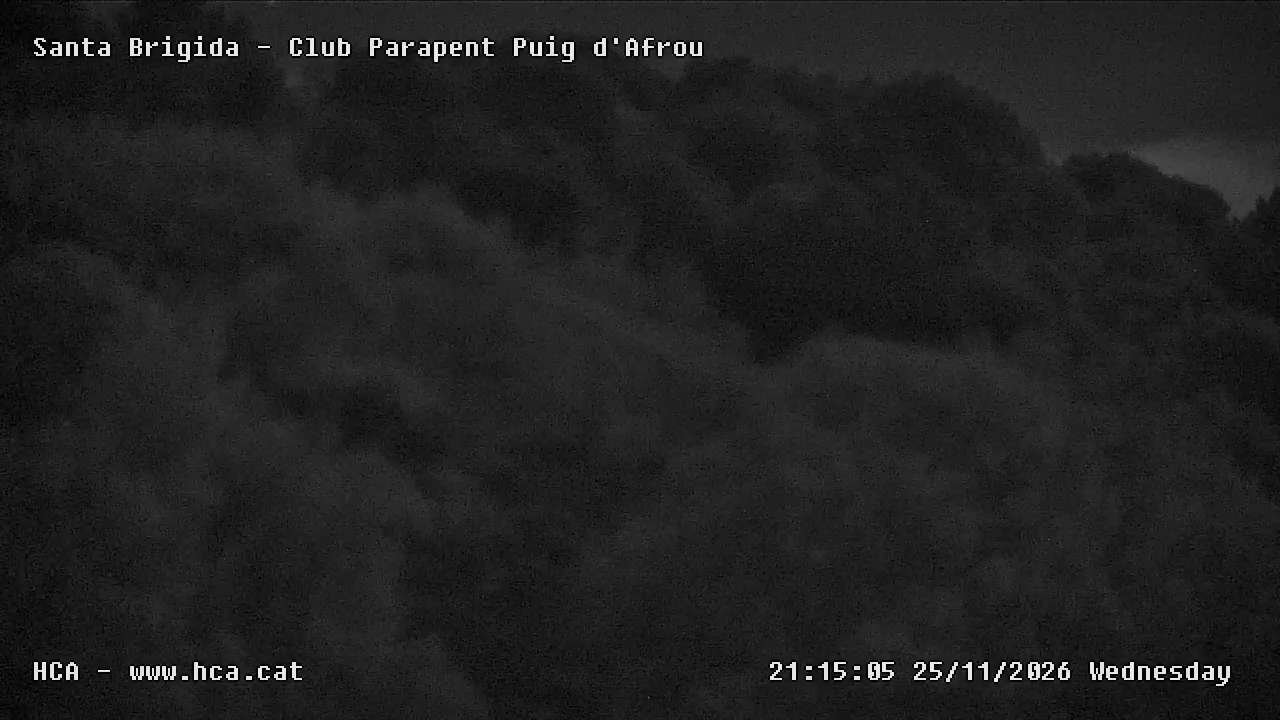 Santa Brigida - Club Parapent Puig d'Afrou
HCA - www.hca.cat
21:15:05 25/11/2026 Wednesday